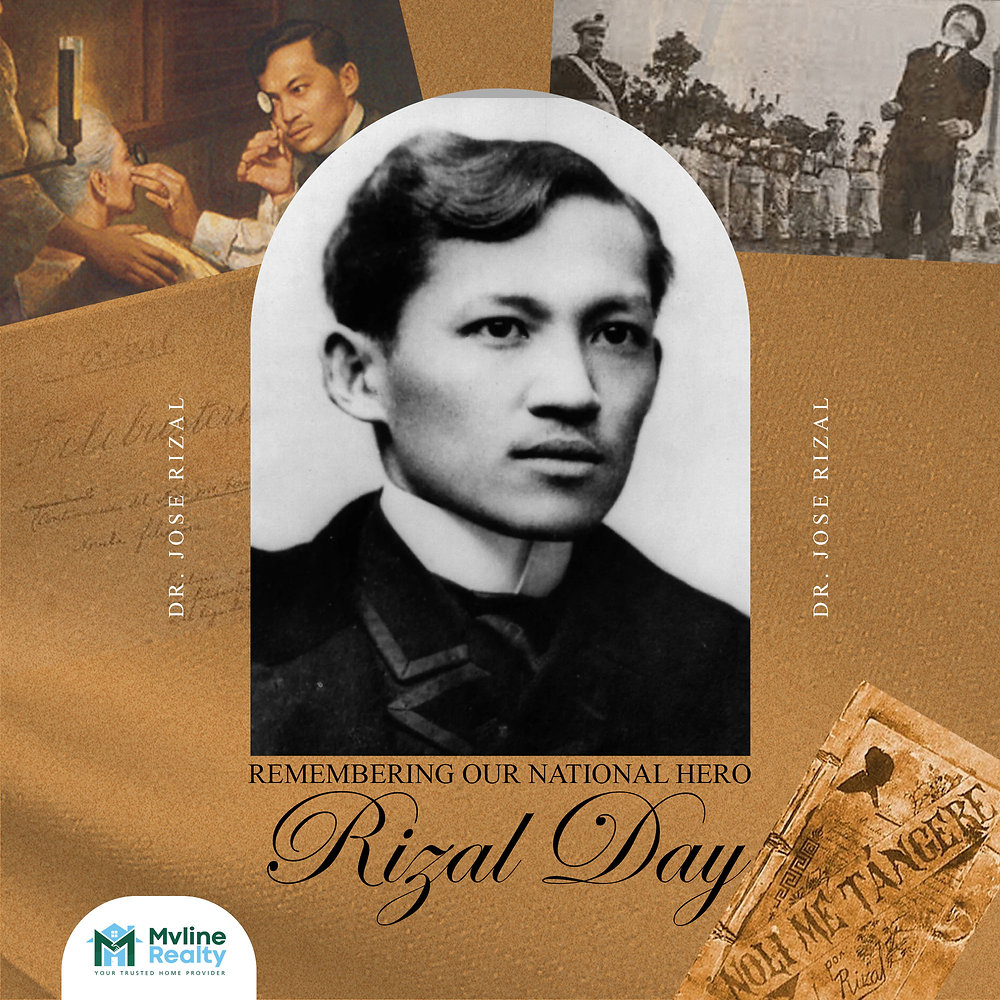 DR. JOSE RIZAL
DR. JOSE RIZAL
REMEMBERING OUR NATIONAL HERO
Rizal Day
NOLI ME TÁNGERE
por
Rizal
Mvline
Realty
YOUR TRUSTED HOME PROVIDER